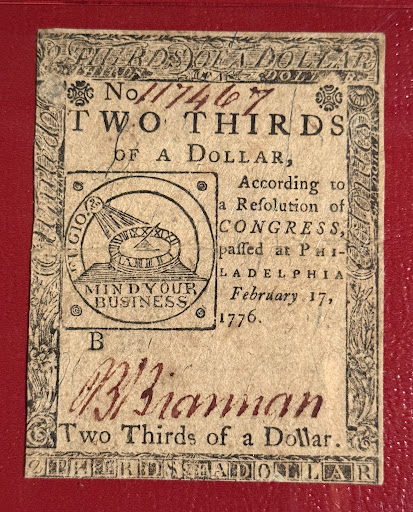 THIRDS OF A DOLLAR
No 117467
TWO THIRDS
OF A DOLLAR,
According to
a Reſolution of
CONGRESS,
paſſed at PHI-
LADELPHIA
February 17,
1776.
FUGIO
MIND YOUR
BUSINESS
B
Two Thirds of a Dollar.